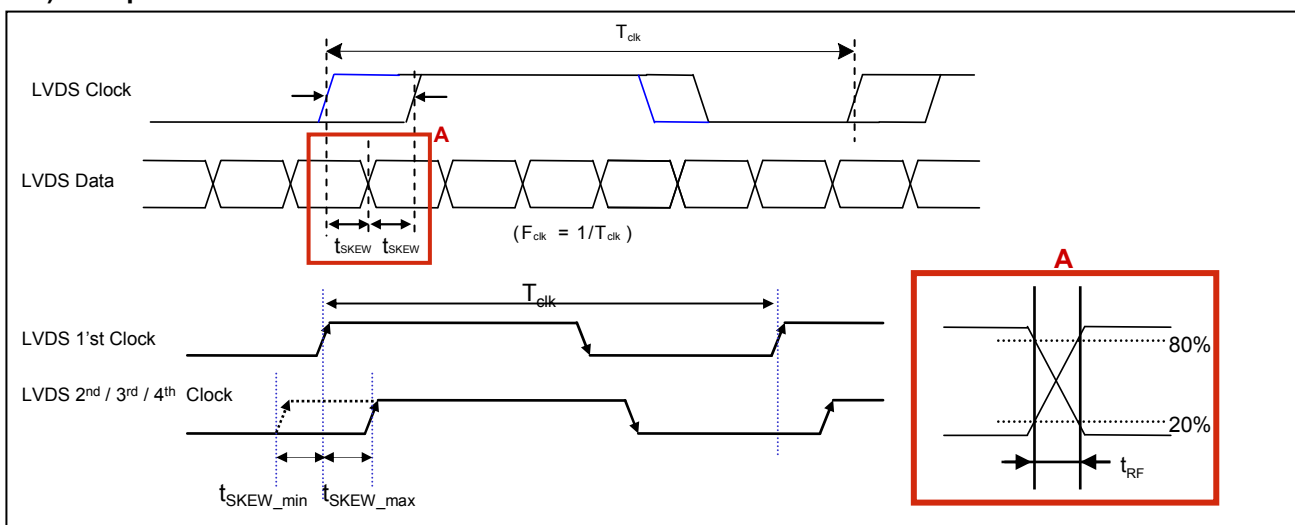 Tclk
LVDS Clock
A
LVDS Data
tSKEW tSKEW
( Fclk = 1/Tclk )
A
Tclk
LVDS 1'st Clock
80%
LVDS 2nd / 3rd / 4th Clock
20%
tRF
tSKEW_min tSKEW_max